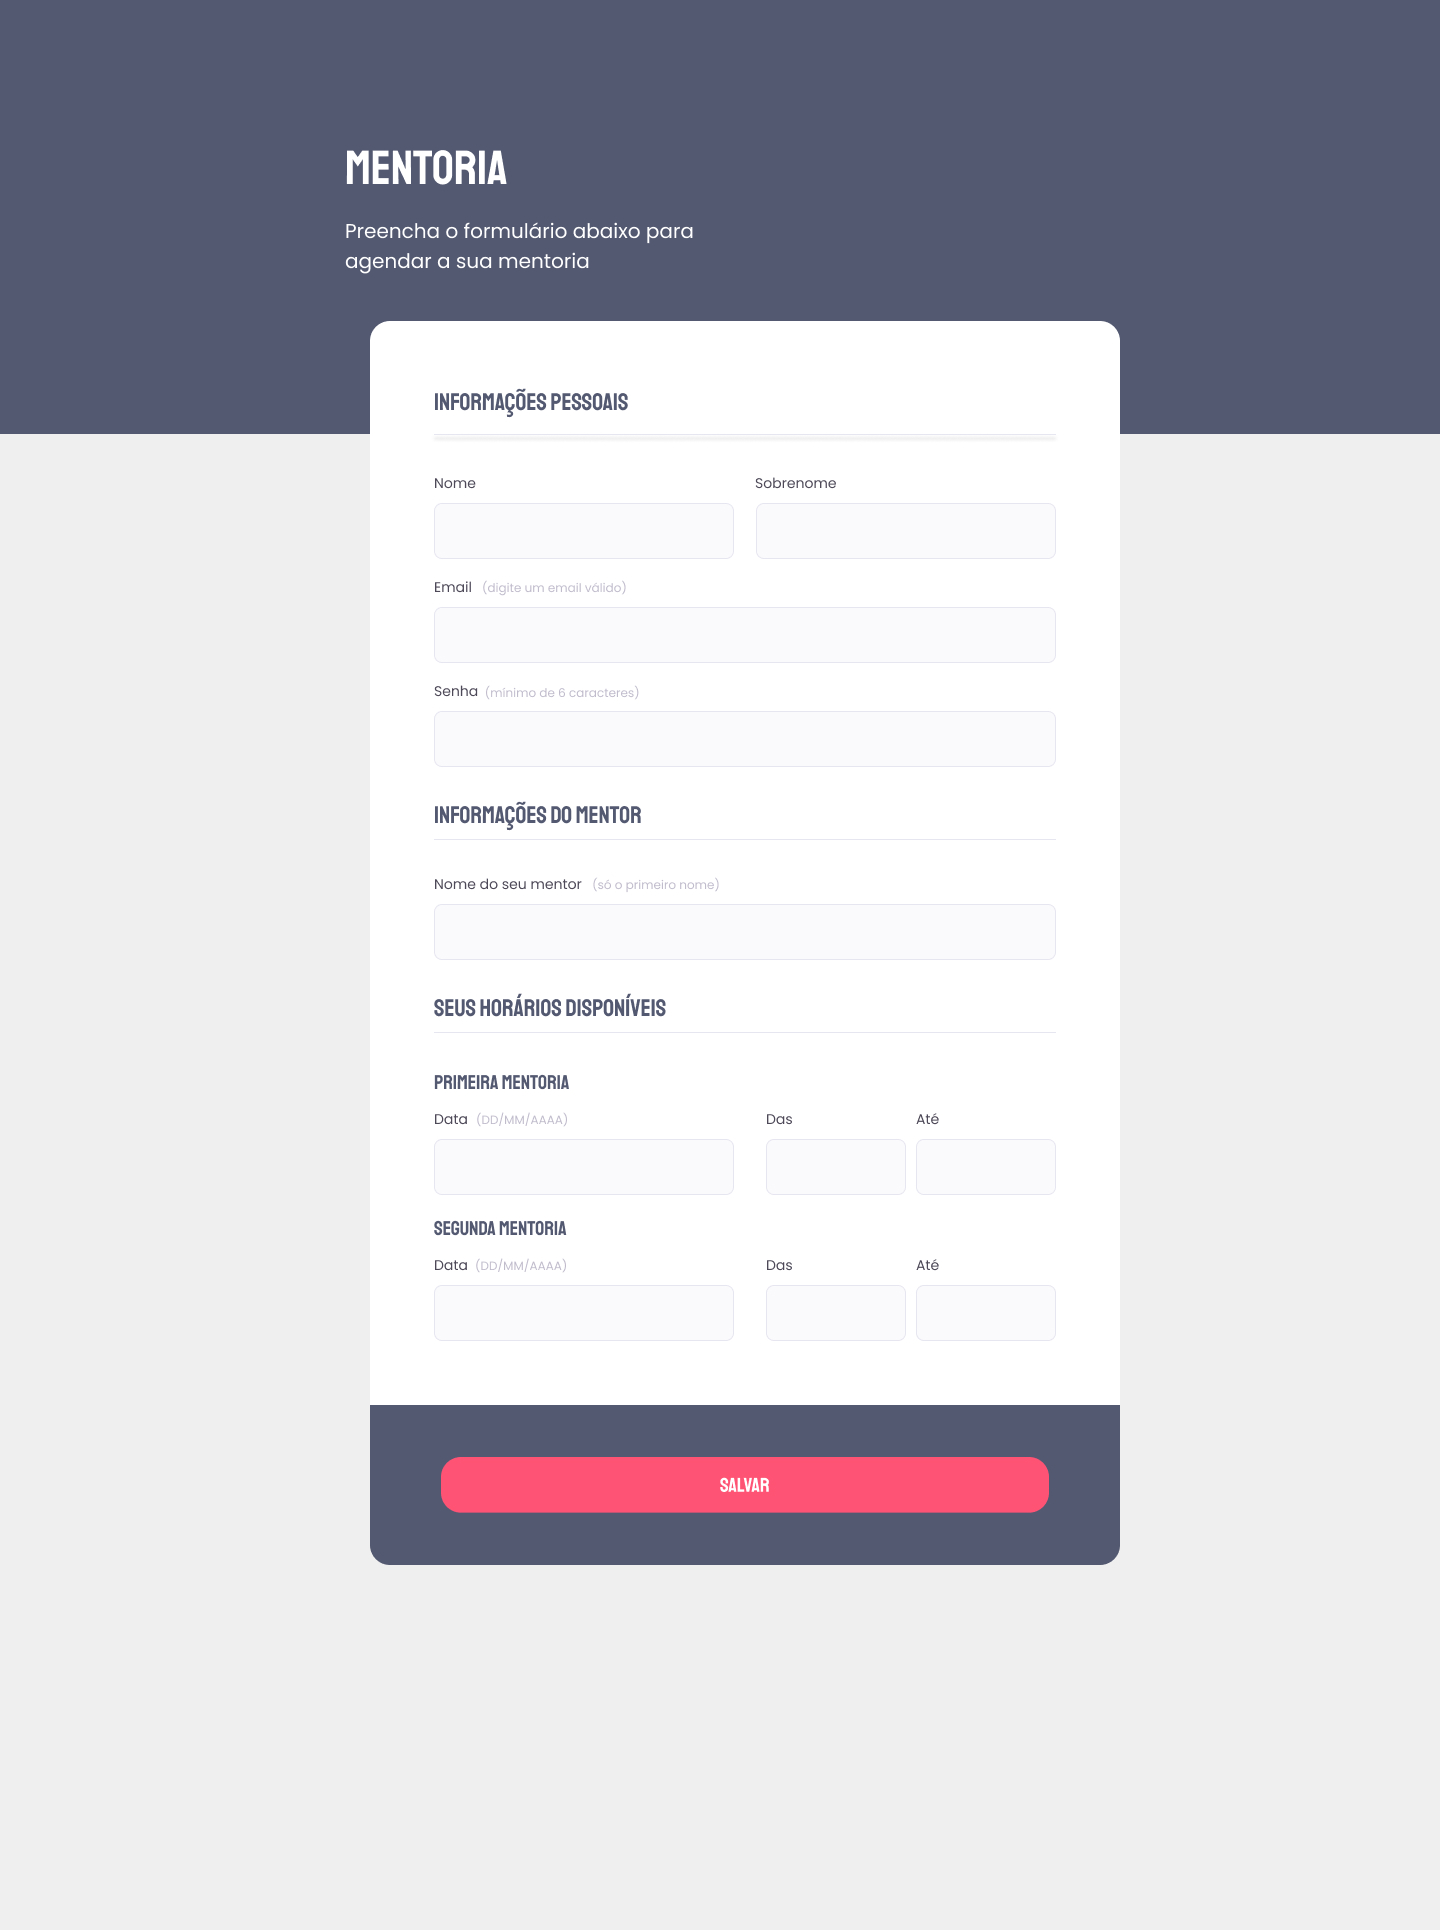 MENTORIA
Preencha o formulário abaixo para
agendar a sua mentoria
INFORMAÇÕES PESSOAIS
Nome Sobrenome
Email (digite um email válido)
Senha (mínimo de 6 caracteres)
INFORMAÇÕES DO MENTOR
Nome do seu mentor (só o primeiro nome)
SEUS HORÁRIOS DISPONÍVEIS
PRIMEIRA MENTORIA
Data (DD/MM/AAAA) Das Até
SEGUNDA MENTORIA
Data (DD/MM/AAAA) Das Até
SALVAR